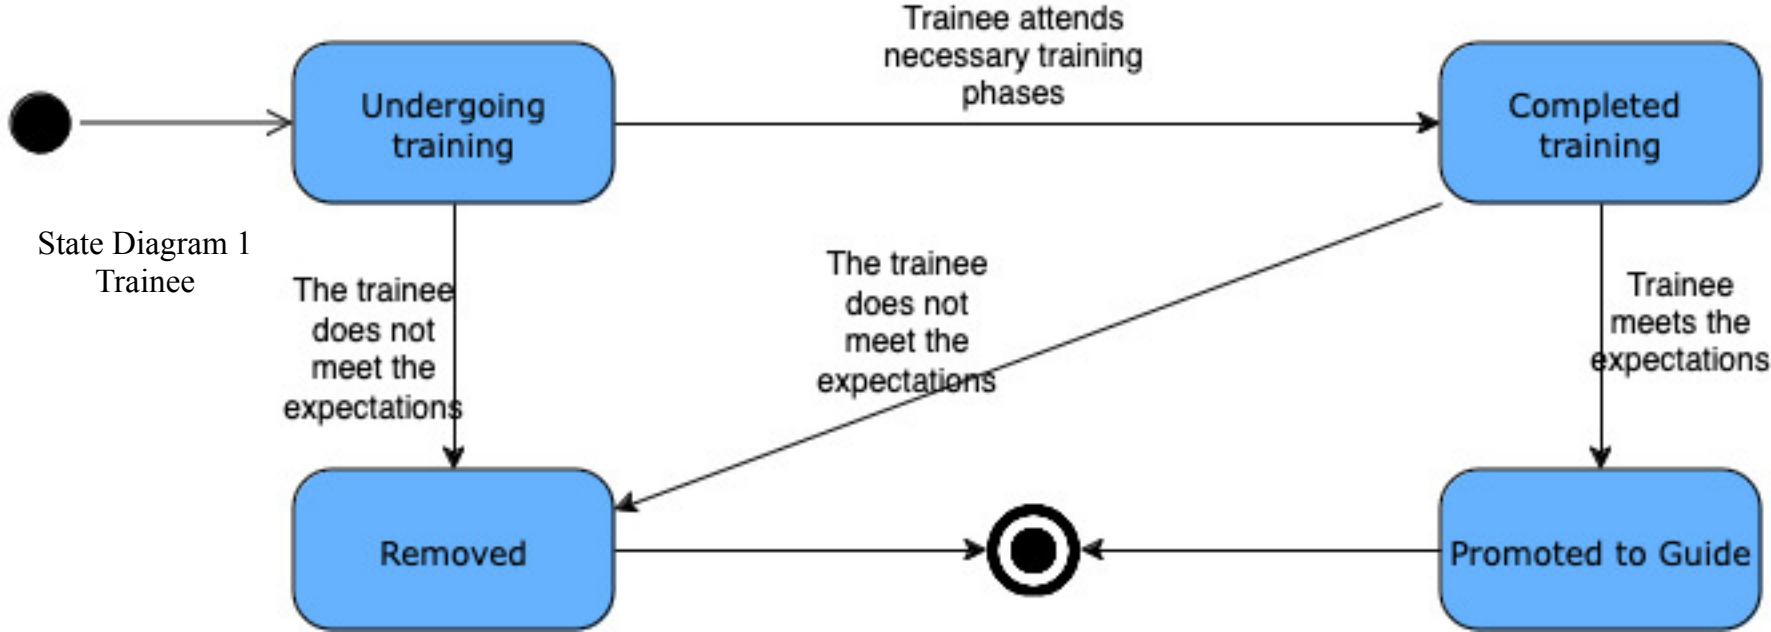 Trainee attends
necessary training
phases
Undergoing
training
Completed
training
State Diagram 1
Trainee
The trainee
does not
meet the
expectations
The trainee
does not
meet the
expectations
Trainee
meets the
expectations
Removed
Promoted to Guide